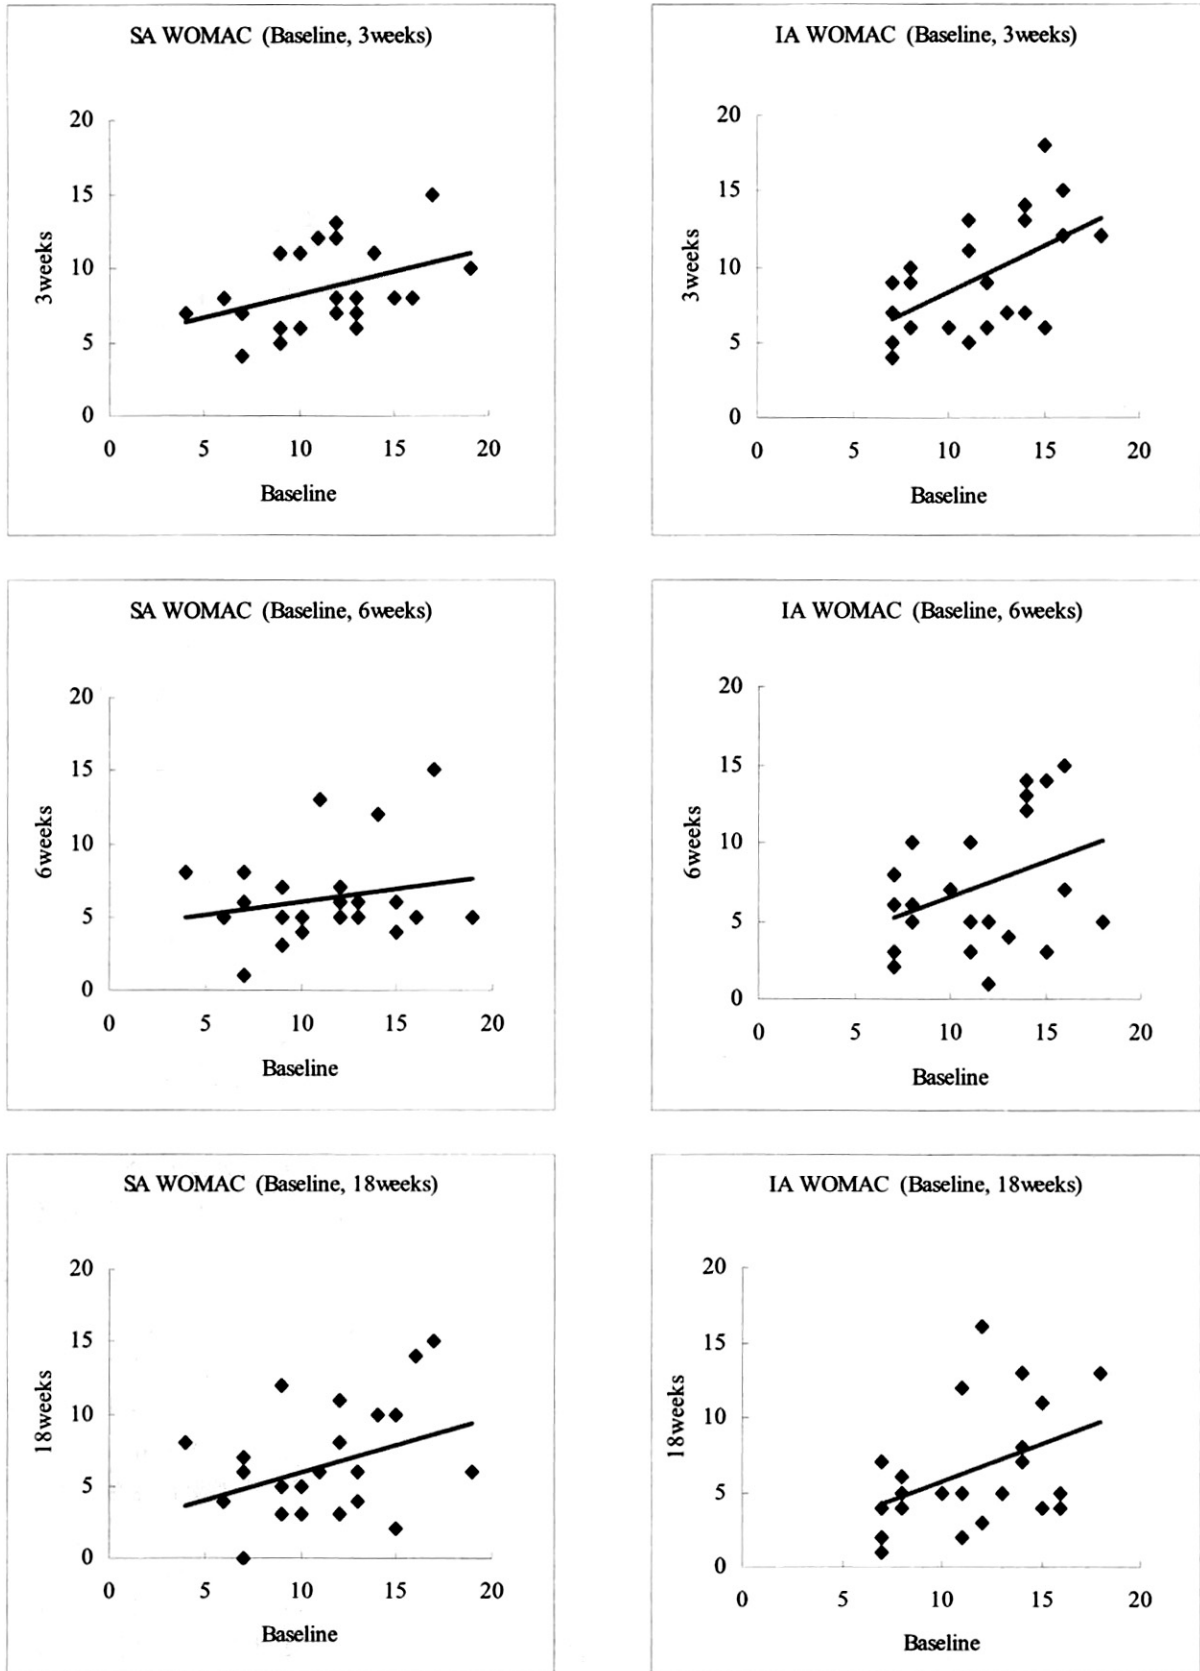 SA WOMAC (Baseline, 3weeks)
20
15
10
5
0
3weeks
0 5 10 15 20
Baseline
IA WOMAC (Baseline, 3weeks)
20
15
10
5
0
3weeks
0 5 10 15 20
Baseline
SA WOMAC (Baseline, 6weeks)
20
15
10
5
0
6weeks
0 5 10 15 20
Baseline
IA WOMAC (Baseline, 6weeks)
20
15
10
5
0
6weeks
0 5 10 15 20
Baseline
SA WOMAC (Baseline, 18weeks)
20
15
10
5
0
18weeks
0 5 10 15 20
Baseline
IA WOMAC (Baseline, 18weeks)
20
15
10
5
0
18weeks
0 5 10 15 20
Baseline